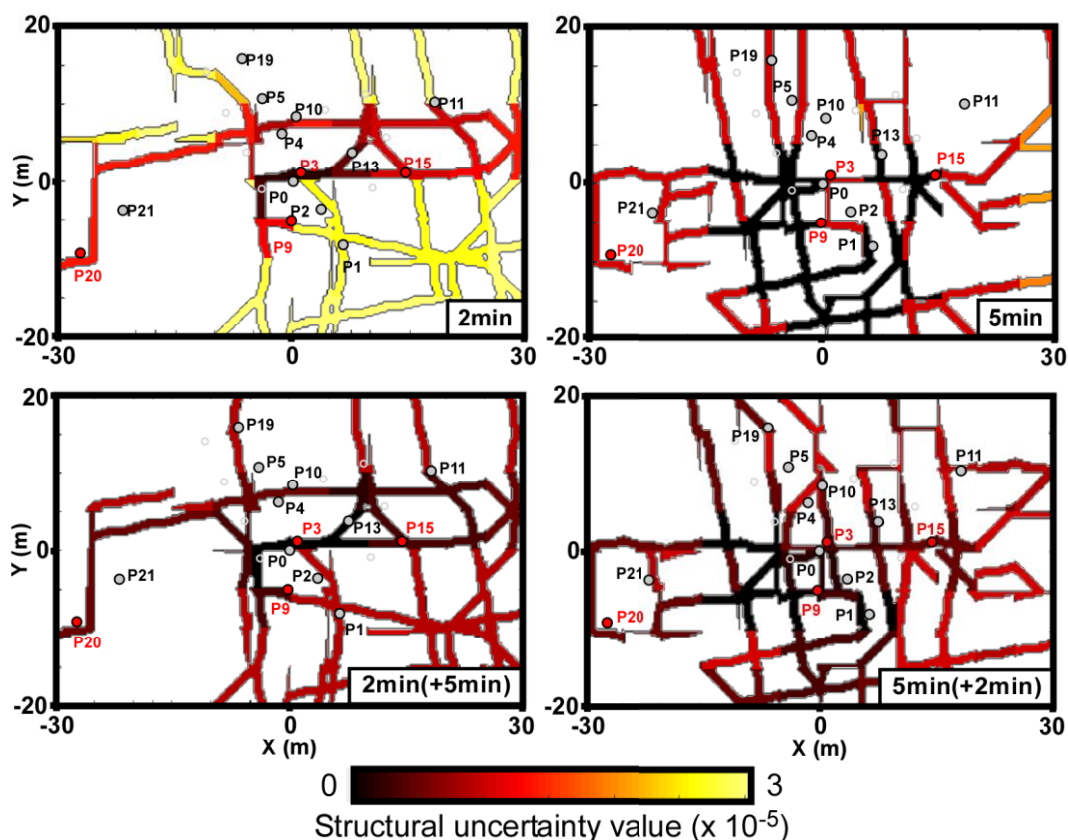 20
Y (m)
0
-20
-30
0
30
P19
P5
P10
P11
P4
P3
P13
P15
P0
P21
P2
P9
P1
P20
2min
-30
0
30
P19
P5
P10
P11
P4
P13
P3
P15
P0
P21
P2
P9
P1
P20
5min
20
Y (m)
0
-20
-30
0
30
X (m)
P19
P5
P10
P11
P4
P3
P13
P15
P0
P21
P2
P9
P1
P20
2min(+5min)
20
0
-20
-30
0
30
X (m)
P19
P5
P11
P10
P4
P13
P3
P15
P0
P21
P2
P9
P1
P20
5min(+2min)
0
3
Structural uncertainty value (x 10⁻⁵)